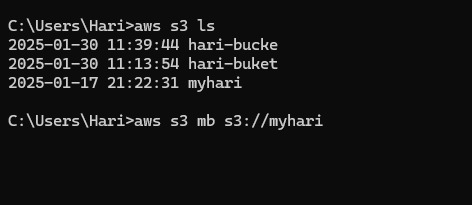 C:\Users\Hari>aws s3 ls
2025-01-30 11:39:44 hari-bucke
2025-01-30 11:13:54 hari-buket
2025-01-17 21:22:31 myhari
C:\Users\Hari>aws s3 mb s3://myhari